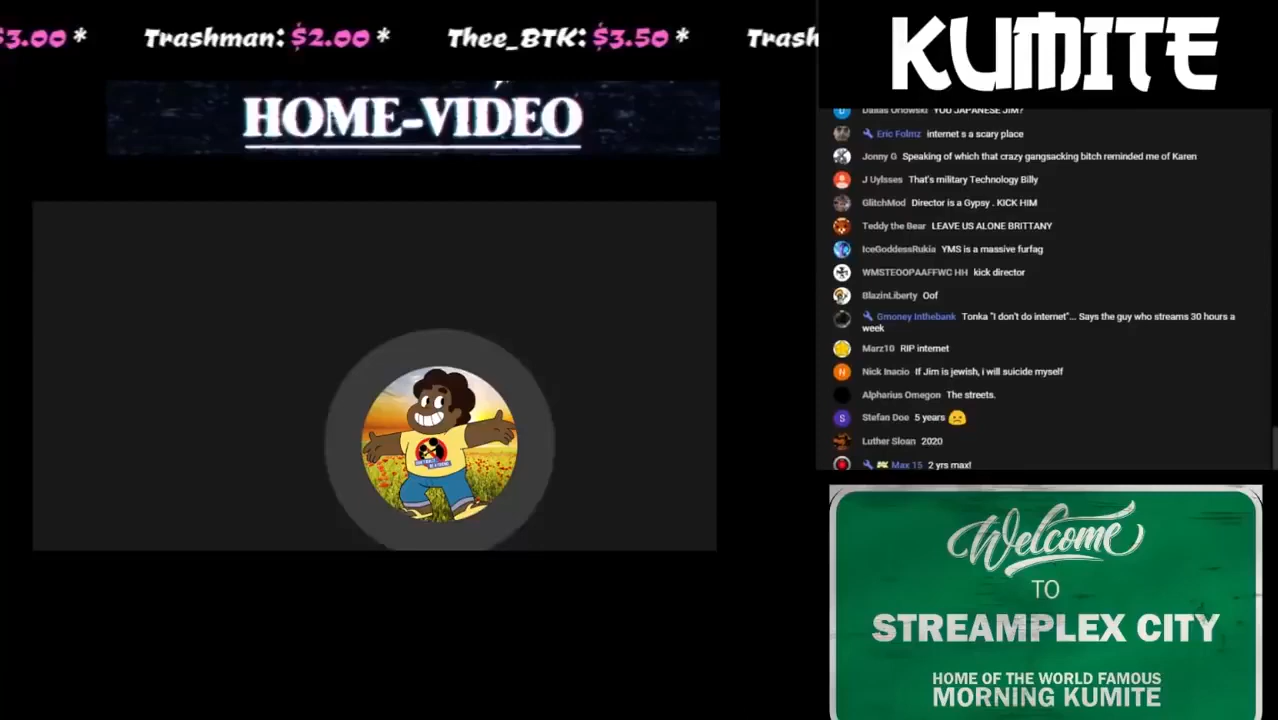 $3.00 * Trashman: $2.00 * Thee_BTK: $3.50 * Trash
KUMITE
HOME-VIDEO
Dallas Orlowski YOU JAPANESE JIM?
Eric Folmz internet s a scary place
Jonny G Speaking of which that crazy gangsacking bitch reminded me of Karen
J Uylsses That's military Technology Billy
GlitchMod Director is a Gypsy . KICK HIM
Teddy the Bear LEAVE US ALONE BRITTANY
IceGoddessRukia YMS is a massive furfag
WMSTEOOPAAFFWC HH kick director
BlazinLiberty Oof
Gmoney Inthebank Tonka "I don't do internet"... Says the guy who streams 30 hours a
week
Marz10 RIP internet
N
Nick Inacio If Jim is jewish, i will suicide myself
Alpharius Omegon The streets.
S
Stefan Doe 5 years
Luther Sloan 2020
Max 15 2 yrs max!
Welcome
TO
STREAMPLEX CITY
HOME OF THE WORLD FAMOUS
MORNING KUMITE